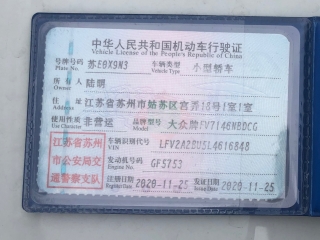 中华人民共和国机动车行驶证
Vehicle License of the People's Republic of China
号牌号码 苏E0X9N3 车辆类型 小型轿车
Plate No. Vehicle Type
所有人 陆明
Owner
住址 江苏省苏州市姑苏区宫弄18号1室1室
Address
使用性质 非营运 品牌型号 大众牌FV7146NBDCG
Use Character Model
江苏省苏州 车辆识别代号 LFV2A2BU5L4616848
VIN
市公安局交 发动机号码 GF5753
Engine No.
通警察支队 注册日期 2020-11-25 发证日期 2020-11-25
Register Date Issue Date